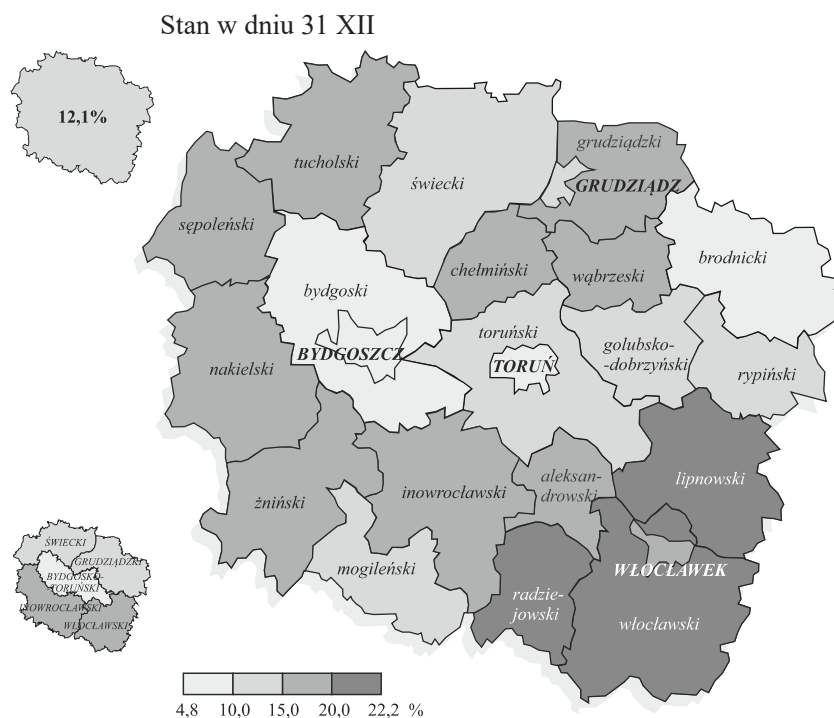 Stan w dniu 31 XII
12,1%
tucholski
świecki
grudziądzki
GRUDZIĄDZ
sępoleński
chełmiński
wąbrzeski
brodnicki
bydgoski
BYDGOSZCZ
toruński
TORUŃ
golubsko-
-dobrzyński
rypiński
nakielski
żniński
inowrocławski
aleksan-
drowski
lipnowski
mogileński
radzie-
jowski
WŁOCŁAWEK
włocławski
ŚWIECKI
GRUDZIĄDZKI
BYDGOSKO-
TORUŃSKI
INOWROCŁAWSKI
WŁOCŁAWSKI
4,8 10,0 15,0 20,0 22,2 %